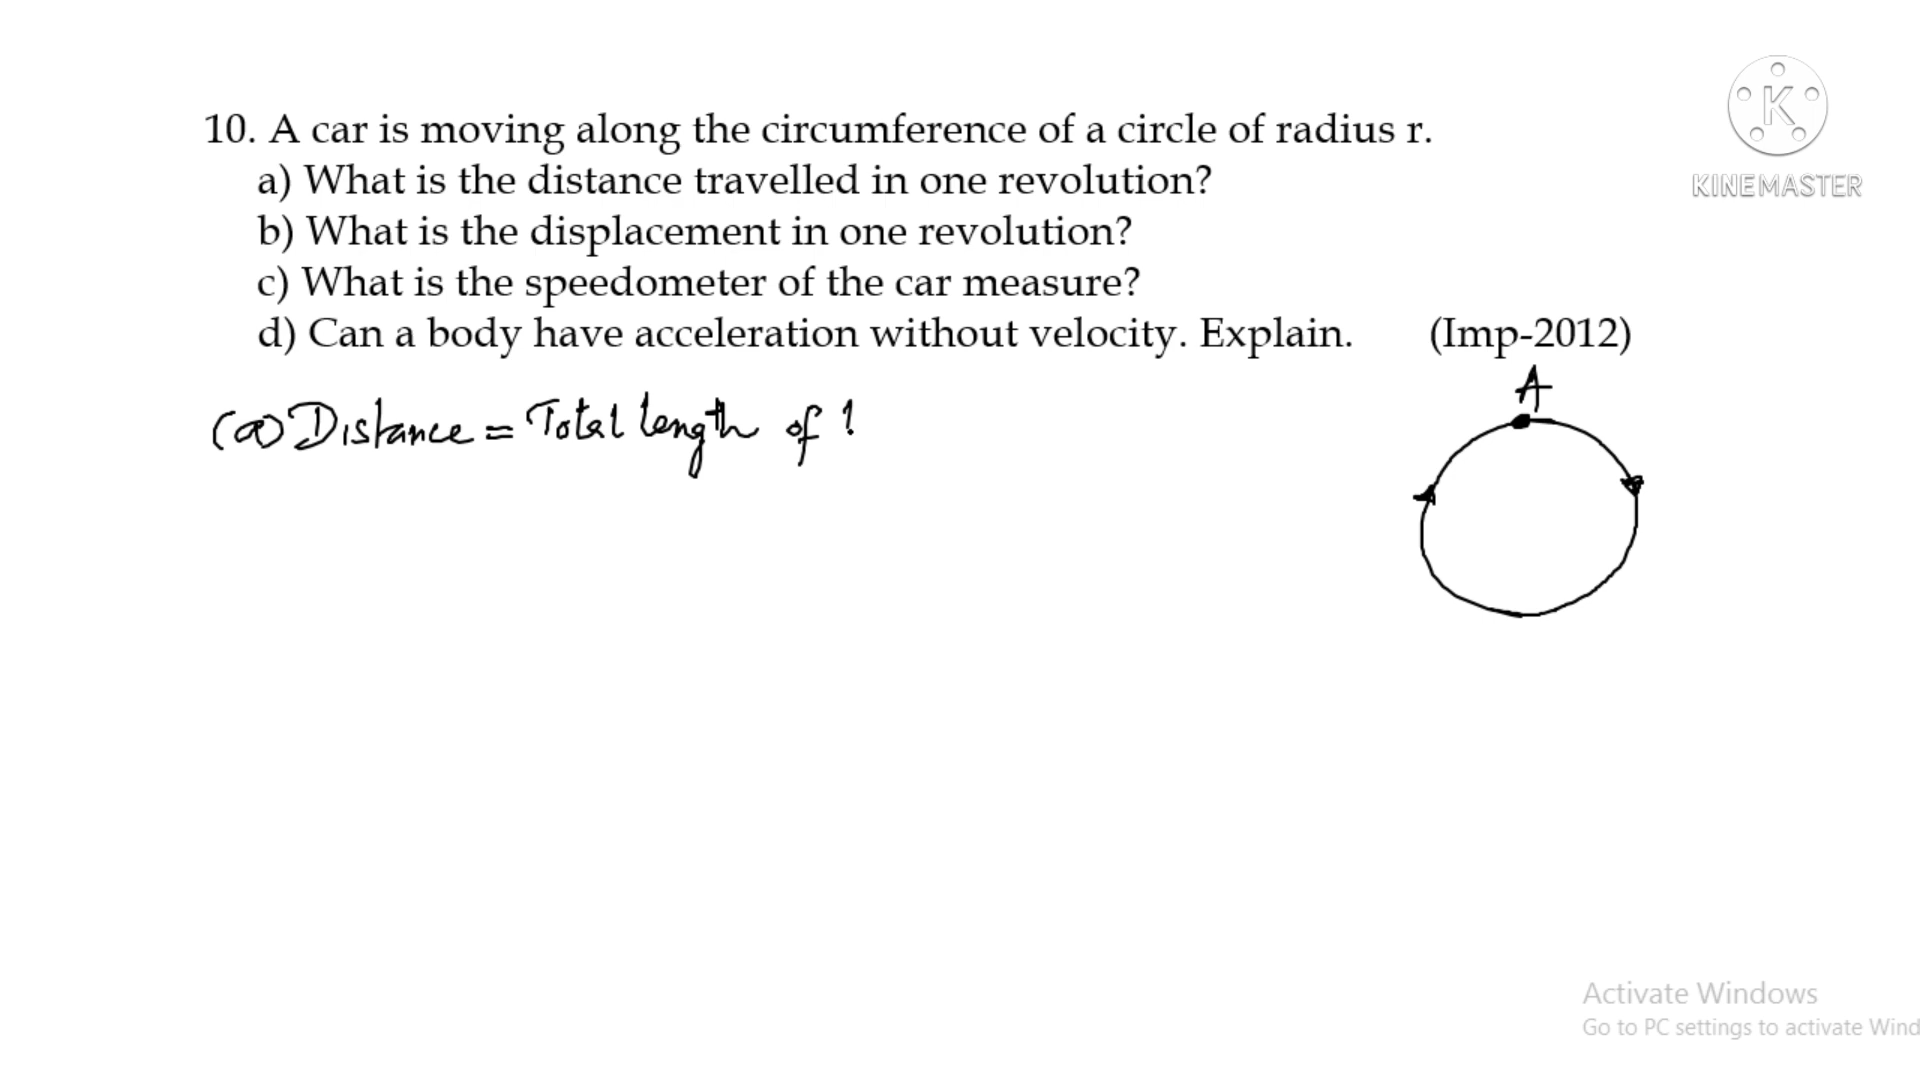 10. A car is moving along the circumference of a circle of radius r.
a) What is the distance travelled in one revolution?
b) What is the displacement in one revolution?
c) What is the speedometer of the car measure?
d) Can a body have acceleration without velocity. Explain. (Imp-2012)
(a) Distance = Total length of
A
K
KINEMASTER
Activate Windows
Go to PC settings to activate Wind